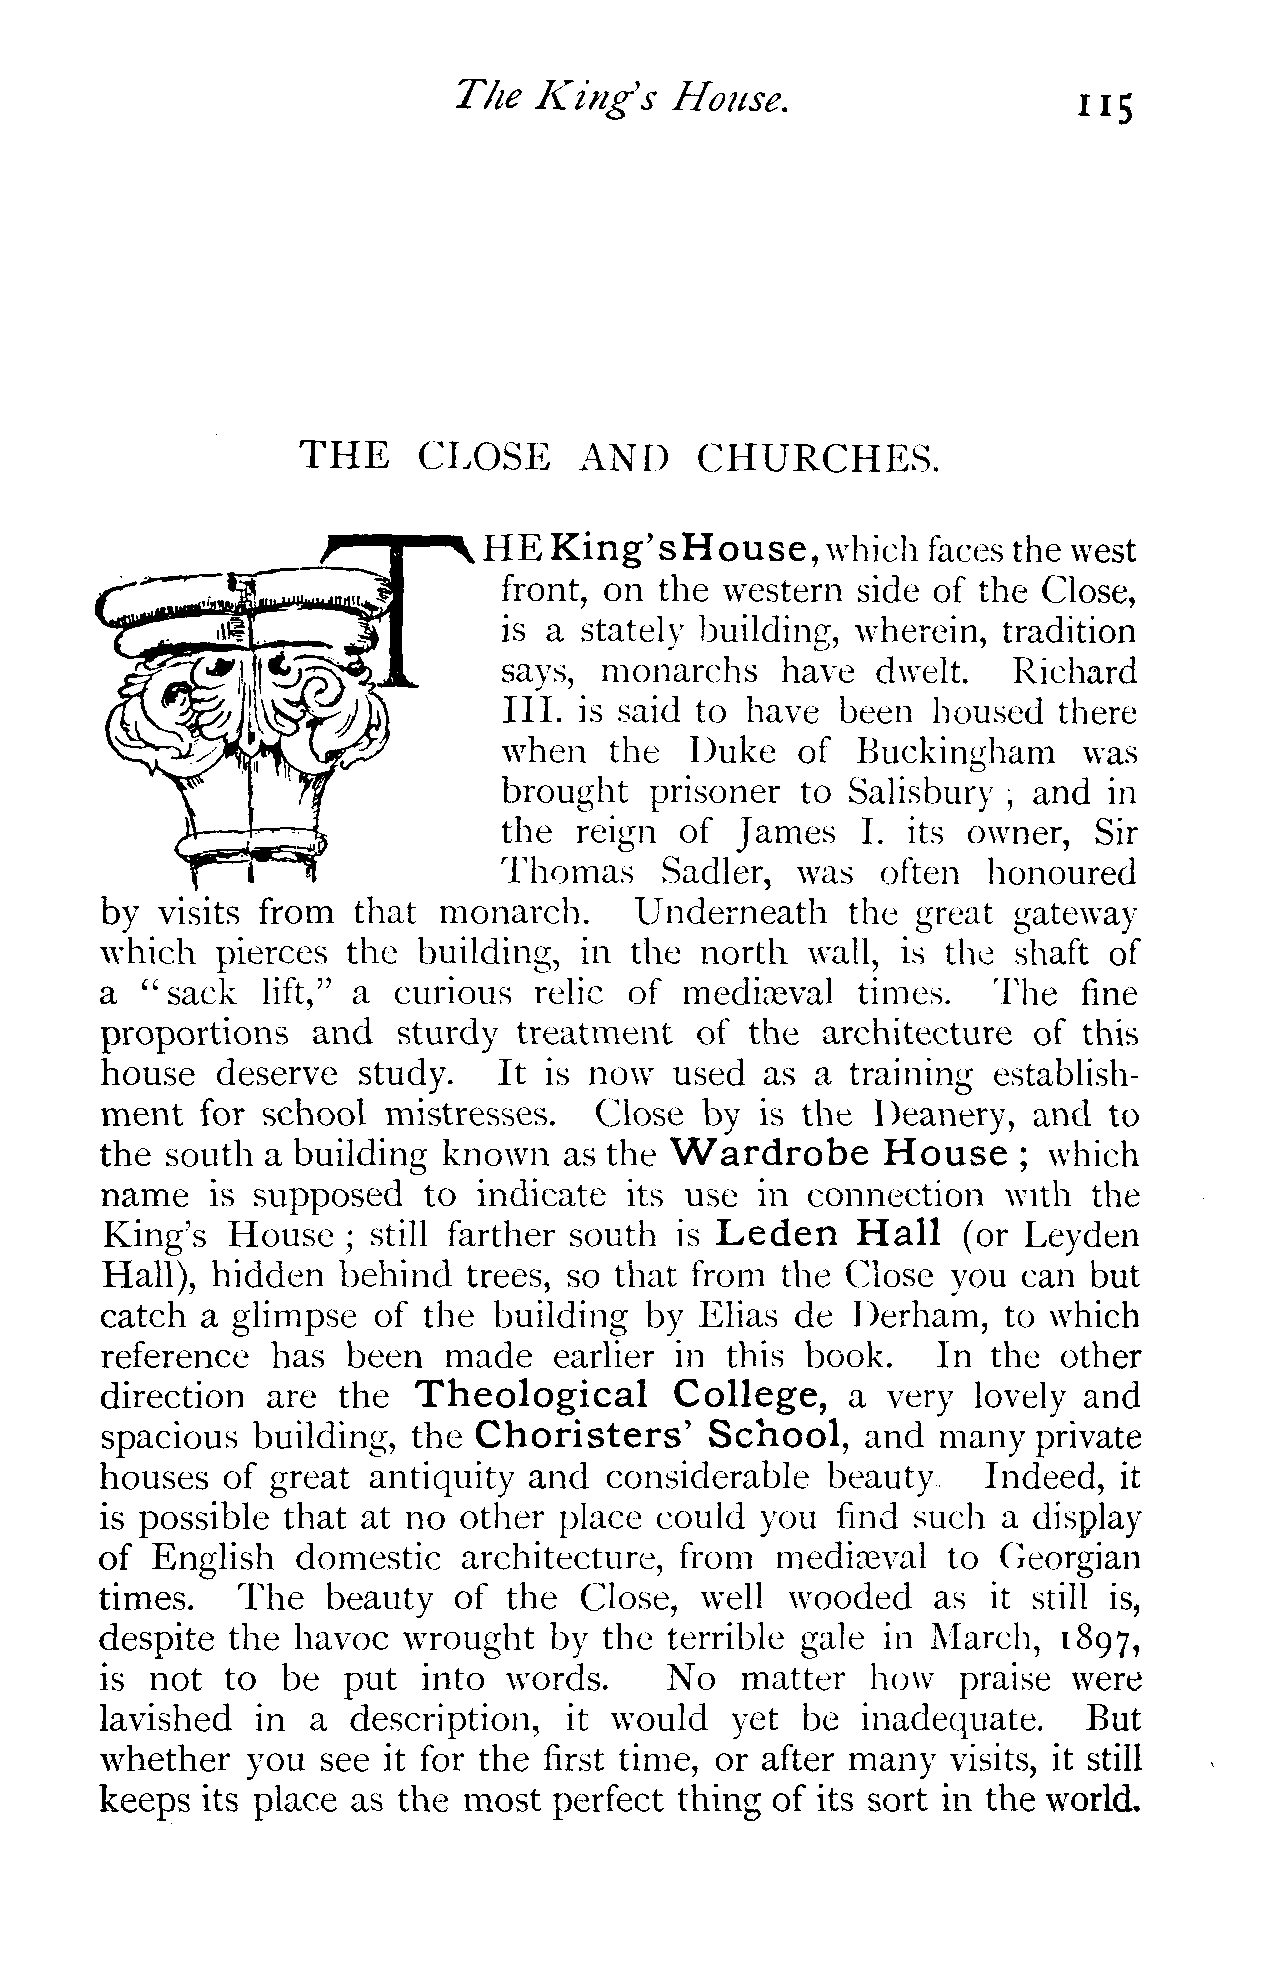 The King's House. 115
THE CLOSE AND CHURCHES.
THE King's House, which faces the west
front, on the western side of the Close,
is a stately building, wherein, tradition
says, monarchs have dwelt. Richard
III. is said to have been housed there
when the Duke of Buckingham was
brought prisoner to Salisbury ; and in
the reign of James I. its owner, Sir
Thomas Sadler, was often honoured
by visits from that monarch. Underneath the great gateway
which pierces the building, in the north wall, is the shaft of
a “sack lift,” a curious relic of mediæval times. The fine
proportions and sturdy treatment of the architecture of this
house deserve study. It is now used as a training establish-
ment for school mistresses. Close by is the Deanery, and to
the south a building known as the Wardrobe House ; which
name is supposed to indicate its use in connection with the
King's House ; still farther south is Leden Hall (or Leyden
Hall), hidden behind trees, so that from the Close you can but
catch a glimpse of the building by Elias de Derham, to which
reference has been made earlier in this book. In the other
direction are the Theological College, a very lovely and
spacious building, the Choristers' School, and many private
houses of great antiquity and considerable beauty. Indeed, it
is possible that at no other place could you find such a display
of English domestic architecture, from mediæval to Georgian
times. The beauty of the Close, well wooded as it still is,
despite the havoc wrought by the terrible gale in March, 1897,
is not to be put into words. No matter how praise were
lavished in a description, it would yet be inadequate. But
whether you see it for the first time, or after many visits, it still
keeps its place as the most perfect thing of its sort in the world.